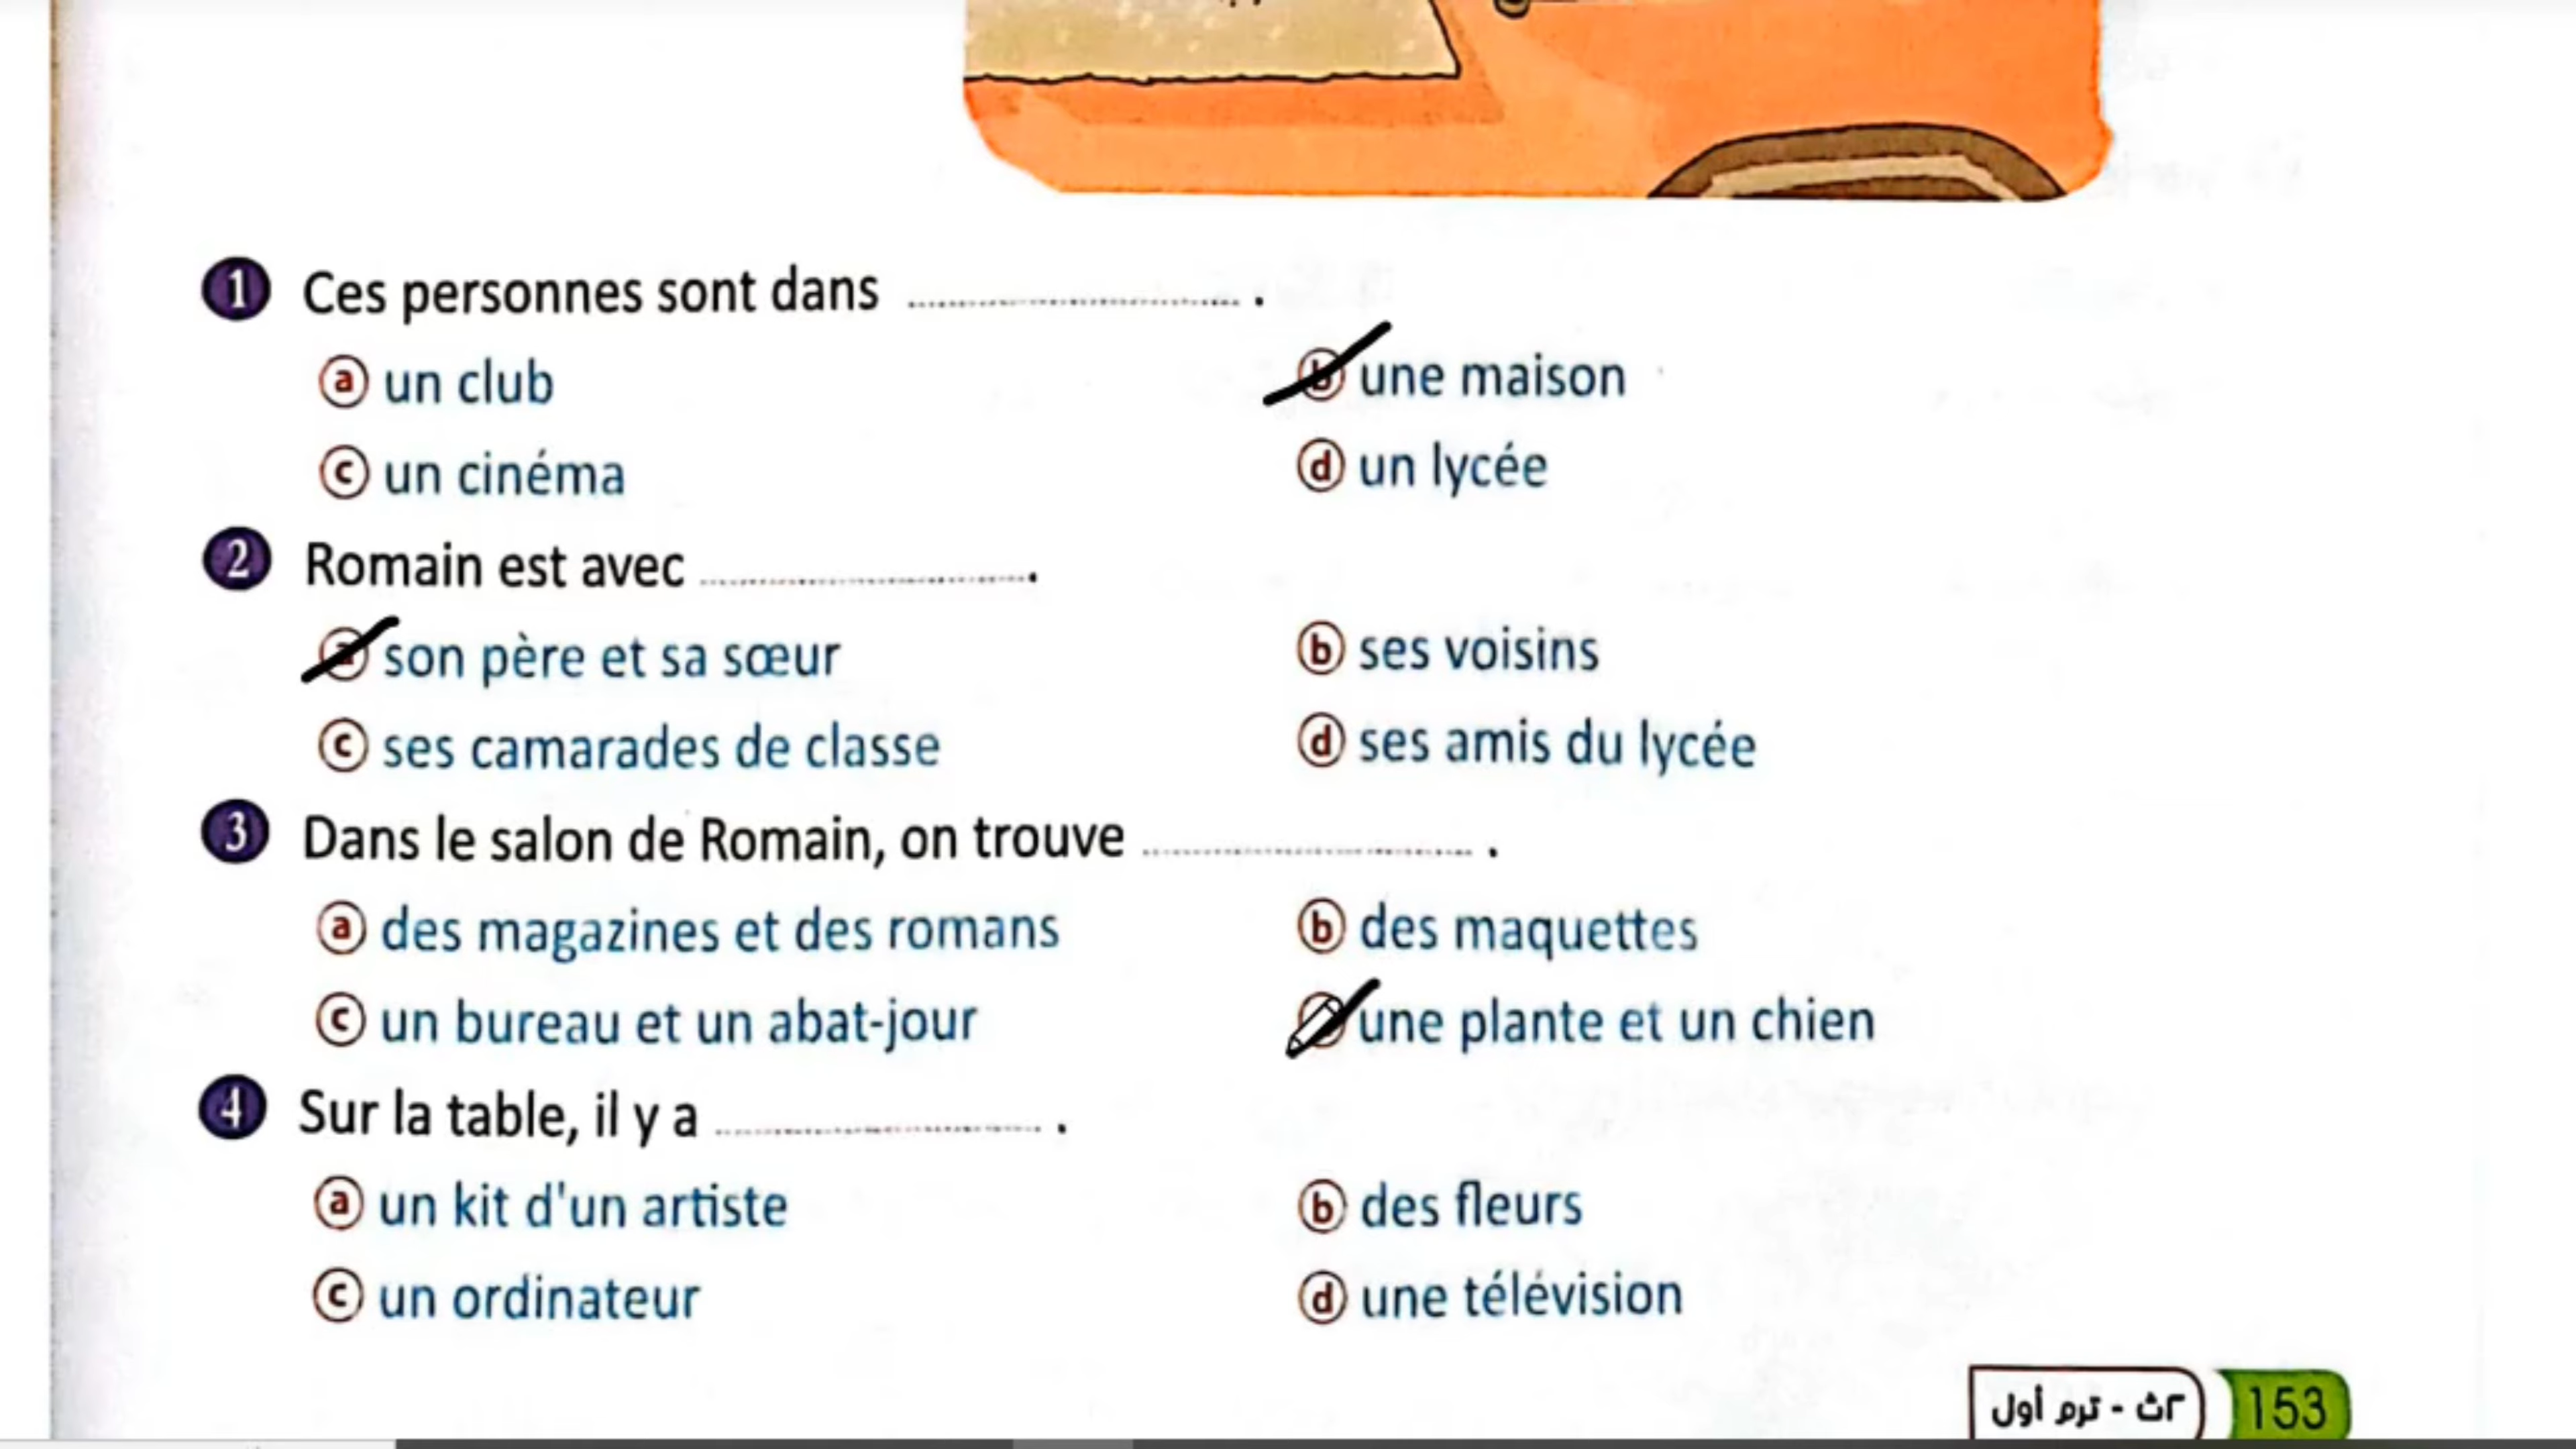 1 Ces personnes sont dans .................... .
a un club b une maison
c un cinéma d un lycée
2 Romain est avec .................... .
a son père et sa sœur b ses voisins
c ses camarades de classe d ses amis du lycée
3 Dans le salon de Romain, on trouve .................... .
a des magazines et des romans b des maquettes
c un bureau et un abat-jour une plante et un chien
4 Sur la table, il y a .................... .
a un kit d'un artiste b des fleurs
c un ordinateur d une télévision
٢ث - ترم أول 153